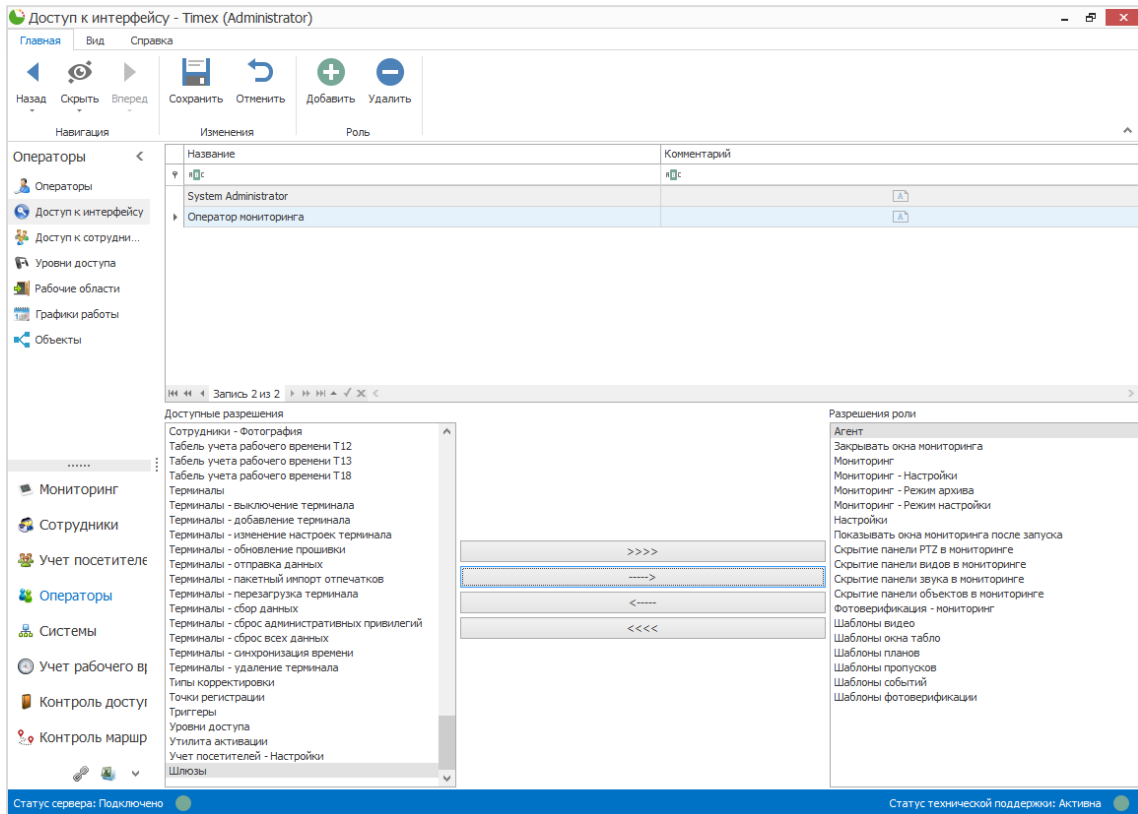 Доступ к интерфейсу - Timex (Administrator)
Главная Вид Справка
Назад Скрыть Вперед Сохранить Отменить Добавить Удалить
Навигация Изменения Роль
Операторы
Операторы
Доступ к интерфейсу
Доступ к сотрудни...
Уровни доступа
Рабочие области
Графики работы
Объекты
Мониторинг
Сотрудники
Учет посетителе
Операторы
Системы
Учет рабочего вр
Контроль доступ
Контроль маршр
Название Комментарий
System Administrator
Оператор мониторинга
Запись 2 из 2
Доступные разрешения
Сотрудники - Фотография
Табель учета рабочего времени Т12
Табель учета рабочего времени Т13
Табель учета рабочего времени Т18
Терминалы
Терминалы - выключение терминала
Терминалы - добавление терминала
Терминалы - изменение настроек терминала
Терминалы - обновление прошивки
Терминалы - отправка данных
Терминалы - пакетный импорт отпечатков
Терминалы - перезагрузка терминала
Терминалы - сбор данных
Терминалы - сброс административных привилегий
Терминалы - сброс всех данных
Терминалы - синхронизация времени
Терминалы - удаление терминала
Типы корректировки
Точки регистрации
Триггеры
Уровни доступа
Утилита активации
Учет посетителей - Настройки
Шлюзы
>>>>
----->
<-----
<<<<
Разрешения роли
Агент
Закрывать окна мониторинга
Мониторинг
Мониторинг - Настройки
Мониторинг - Режим архива
Мониторинг - Режим настройки
Настройки
Показывать окна мониторинга после запуска
Скрытие панели PTZ в мониторинге
Скрытие панели видов в мониторинге
Скрытие панели звука в мониторинге
Скрытие панели объектов в мониторинге
Фотоверификация - мониторинг
Шаблоны видео
Шаблоны окна табло
Шаблоны планов
Шаблоны пропусков
Шаблоны событий
Шаблоны фотоверификации
Статус сервера: Подключено Статус технической поддержки: Активна